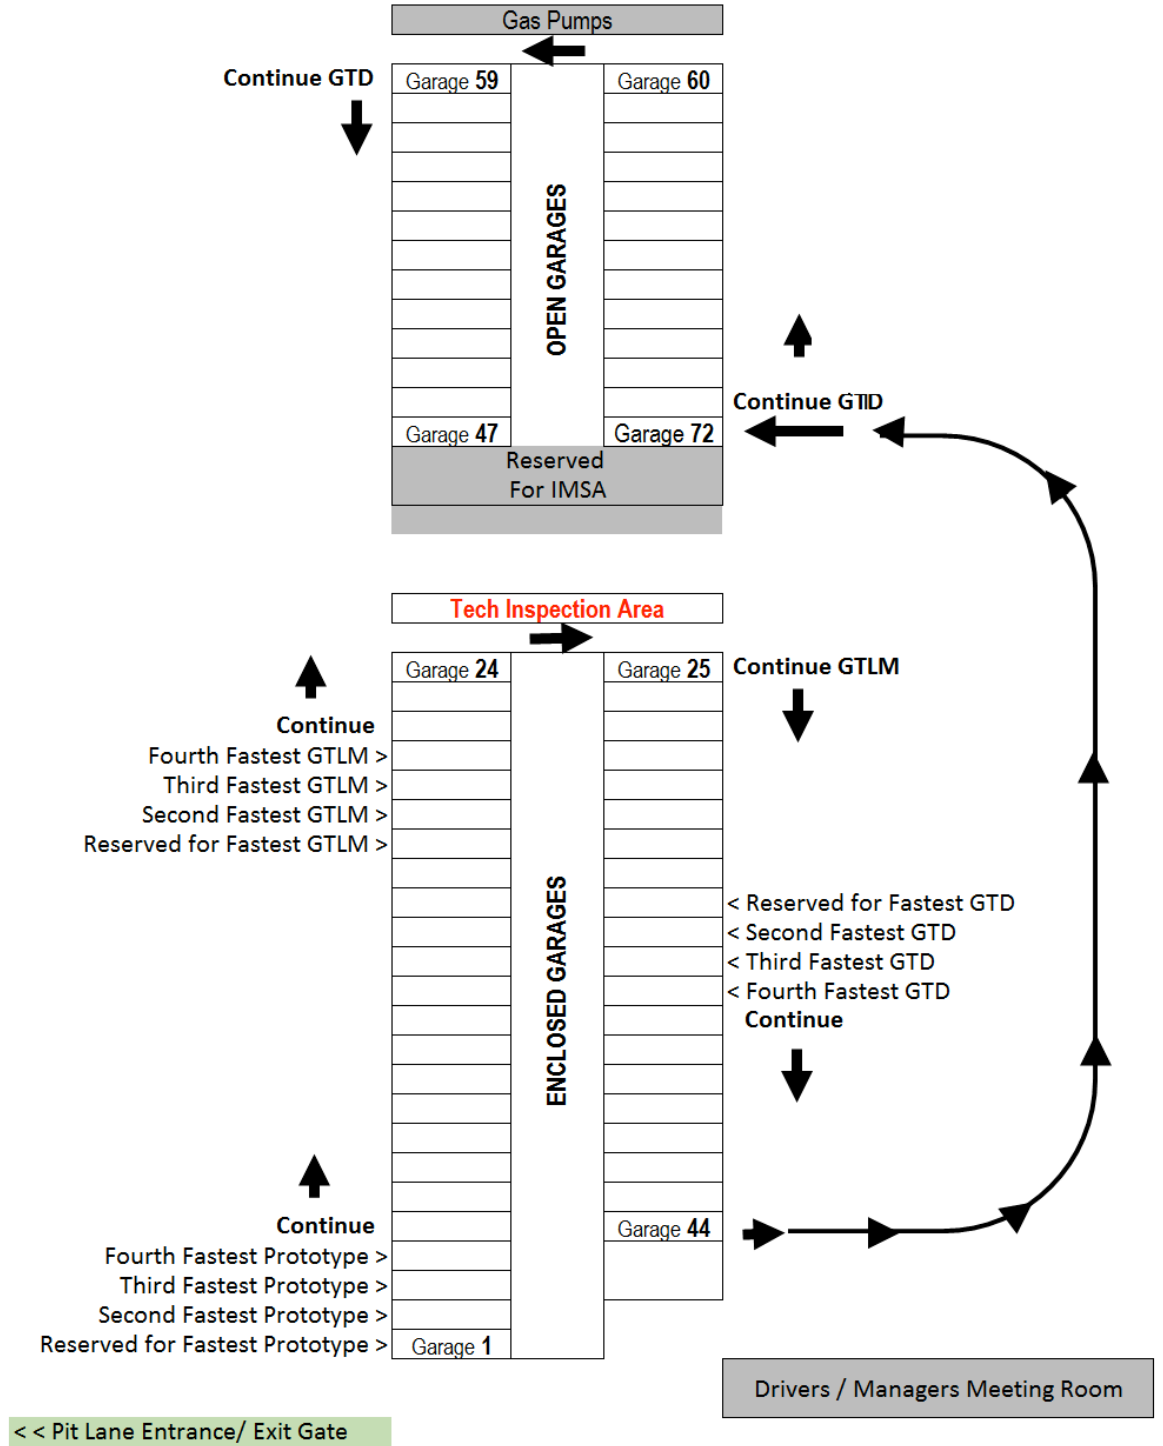 Gas Pumps
Continue GTD
Garage 59
Garage 60
OPEN GARAGES
Continue GTD
Garage 47
Garage 72
Reserved
For IMSA
Tech Inspection Area
Garage 24
Garage 25
Continue GTLM
Continue
Fourth Fastest GTLM >
Third Fastest GTLM >
Second Fastest GTLM >
Reserved for Fastest GTLM >
ENCLOSED GARAGES
< Reserved for Fastest GTD
< Second Fastest GTD
< Third Fastest GTD
< Fourth Fastest GTD
Continue
Continue
Garage 44
Fourth Fastest Prototype >
Third Fastest Prototype >
Second Fastest Prototype >
Reserved for Fastest Prototype >
Garage 1
Drivers / Managers Meeting Room
< < Pit Lane Entrance/ Exit Gate